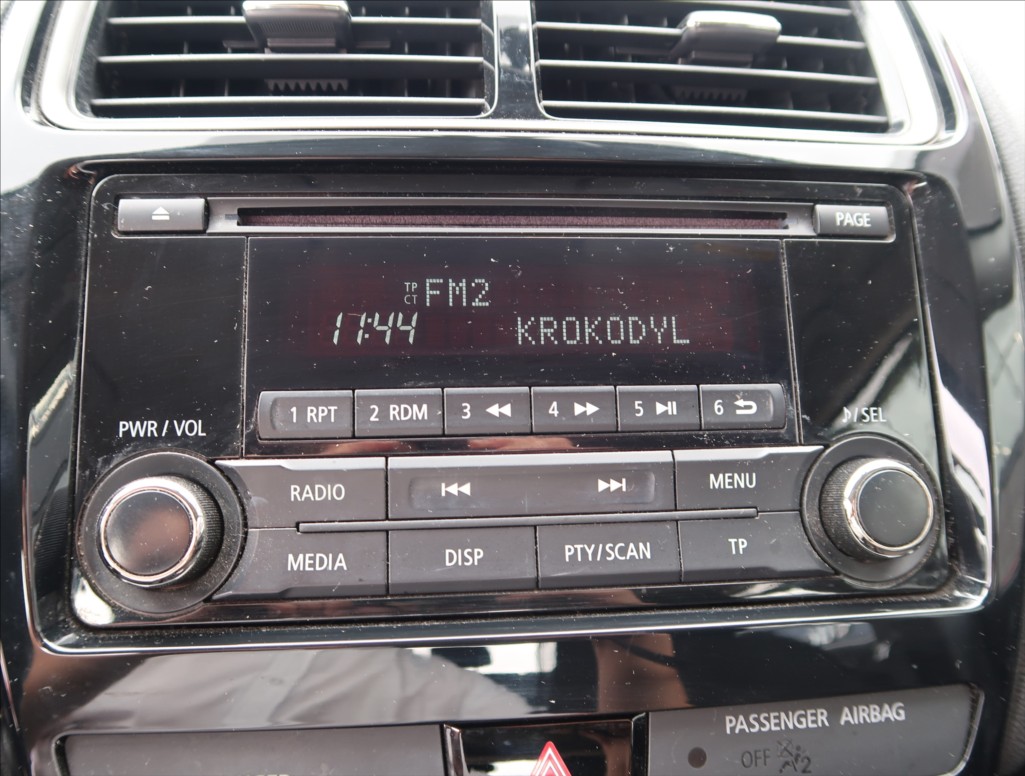 PAGE
TP
CT
FM2
11:44 KROKODYL
1 RPT 2 RDM 3 4 5 6
PWR / VOL
♪/SEL
RADIO
MENU
MEDIA DISP PTY/SCAN TP
PASSENGER AIRBAG
OFF
2